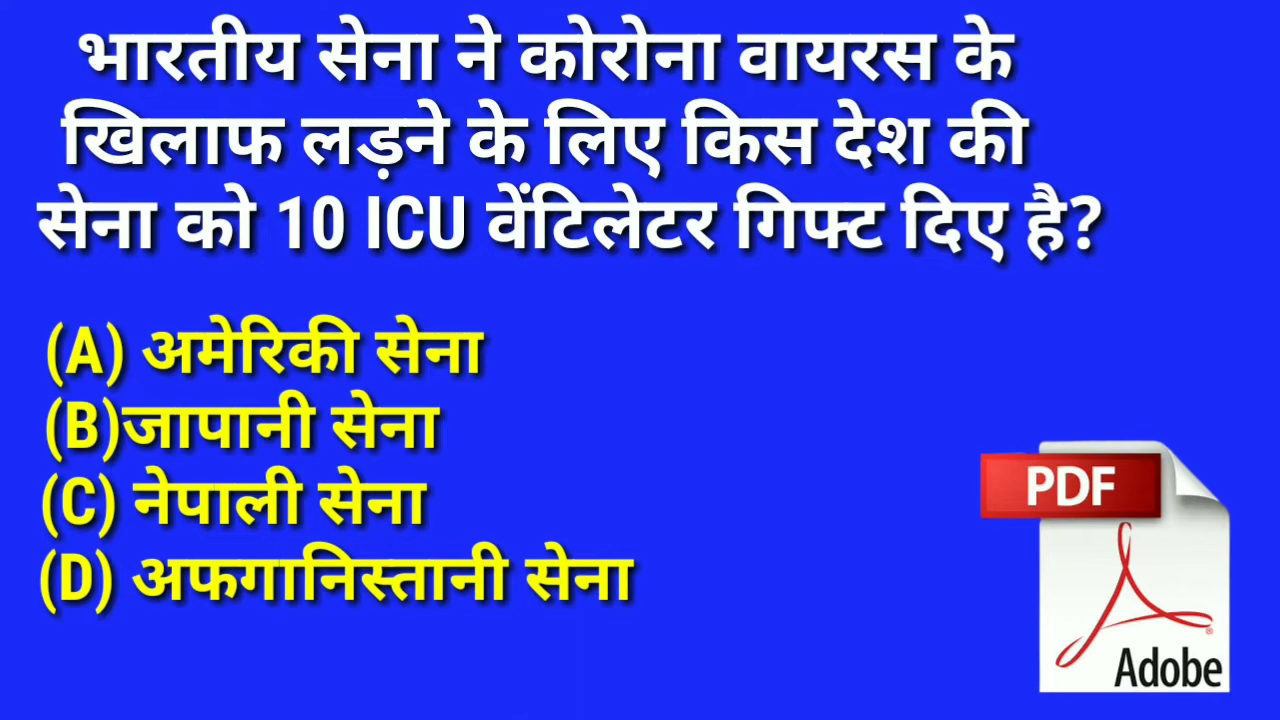 भारतीय सेना ने कोरोना वायरस के
खिलाफ लड़ने के लिए किस देश की
सेना को 10 ICU वेंटिलेटर गिफ्ट दिए है?
(A) अमेरिकी सेना
(B)जापानी सेना
(C) नेपाली सेना
(D) अफगानिस्तानी सेना
PDF
Adobe